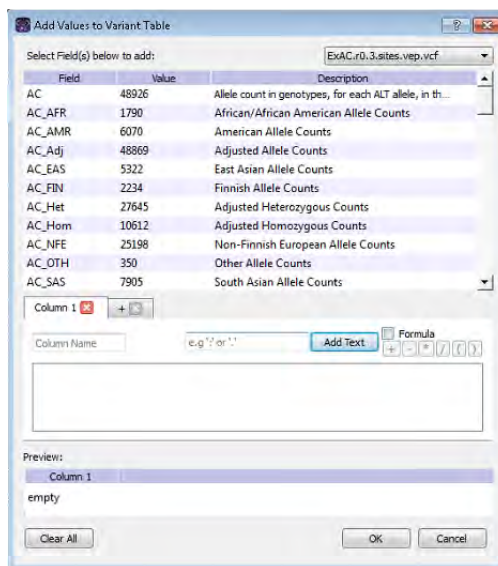 Add Values to Variant Table
Select Field(s) below to add: ExAC.r0.3.sites.vep.vcf
Field Value Description
AC 48926 Allele count in genotypes, for each ALT allele, in th...
AC_AFR 1790 African/African American Allele Counts
AC_AMR 6070 American Allele Counts
AC_Adj 48869 Adjusted Allele Counts
AC_EAS 5322 East Asian Allele Counts
AC_FIN 2234 Finnish Allele Counts
AC_Het 27645 Adjusted Heterozygous Counts
AC_Hom 10612 Adjusted Homozygous Counts
AC_NFE 25198 Non-Finnish European Allele Counts
AC_OTH 350 Other Allele Counts
AC_SAS 7905 South Asian Allele Counts
Column 1 +
Formula
Column Name e.g ':' or '.' Add Text
+ - * / ( )
Preview:
Column 1
empty
Clear All OK Cancel